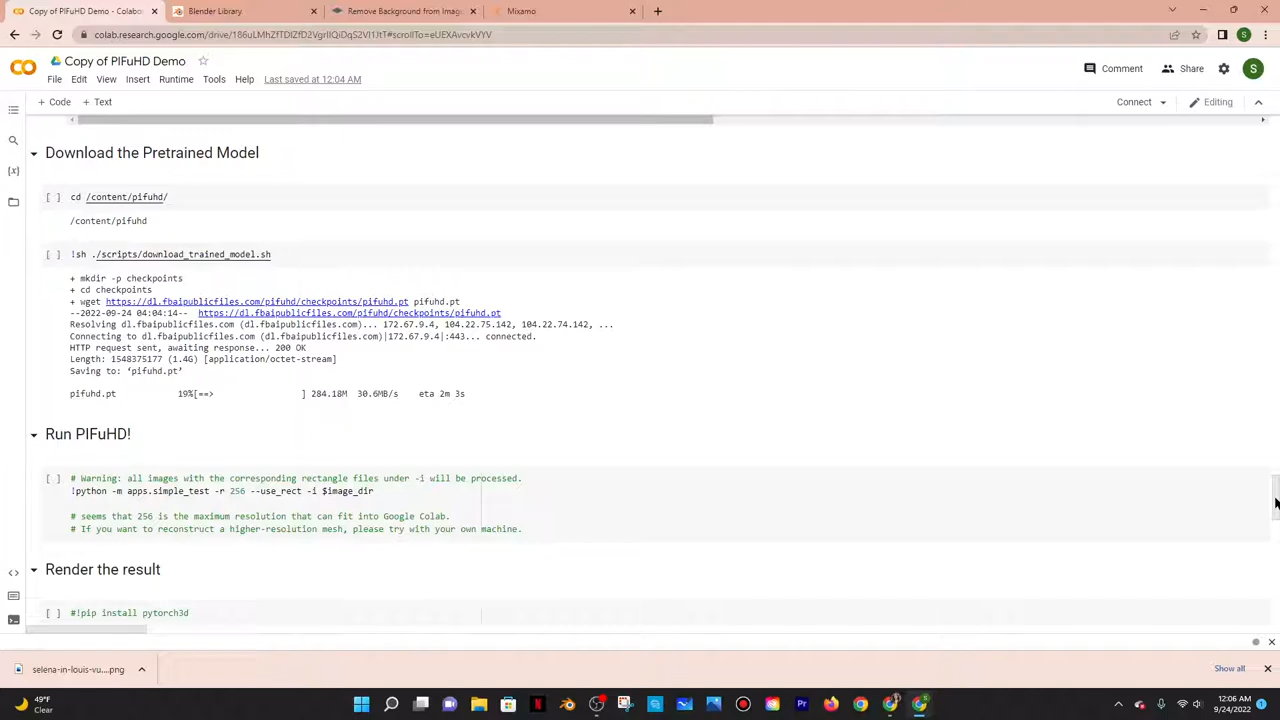 Copy of PIFuHD Demo - Colabo
Blender Library
Remove Background from Imag
Mixamo
colab.research.google.com/drive/186uLMhZfTDlZfD2VgrlIQiDqS2Vl1JtT#scrollTo=eUEXAvcvkVYV
Copy of PIFuHD Demo
File Edit View Insert Runtime Tools Help Last saved at 12:04 AM
Comment Share S
+ Code + Text
Connect Editing
Download the Pretrained Model
[ ] cd /content/pifuhd/
/content/pifuhd
[ ] !sh ./scripts/download_trained_model.sh
+ mkdir -p checkpoints
+ cd checkpoints
+ wget https://dl.fbaipublicfiles.com/pifuhd/checkpoints/pifuhd.pt pifuhd.pt
--2022-09-24 04:04:14-- https://dl.fbaipublicfiles.com/pifuhd/checkpoints/pifuhd.pt
Resolving dl.fbaipublicfiles.com (dl.fbaipublicfiles.com)... 172.67.9.4, 104.22.75.142, 104.22.74.142, ...
Connecting to dl.fbaipublicfiles.com (dl.fbaipublicfiles.com)|172.67.9.4|:443... connected.
HTTP request sent, awaiting response... 200 OK
Length: 1548375177 (1.4G) [application/octet-stream]
Saving to: ‘pifuhd.pt’
pifuhd.pt 19%[==> ] 284.18M 30.6MB/s eta 2m 3s
Run PIFuHD!
[ ] # Warning: all images with the corresponding rectangle files under -i will be processed.
!python -m apps.simple_test -r 256 --use_rect -i $image_dir
# seems that 256 is the maximum resolution that can fit into Google Colab.
# If you want to reconstruct a higher-resolution mesh, please try with your own machine.
Render the result
[ ] #!pip install pytorch3d
selena-in-louis-vu....png
Show all
49°F
Clear
12:06 AM
9/24/2022